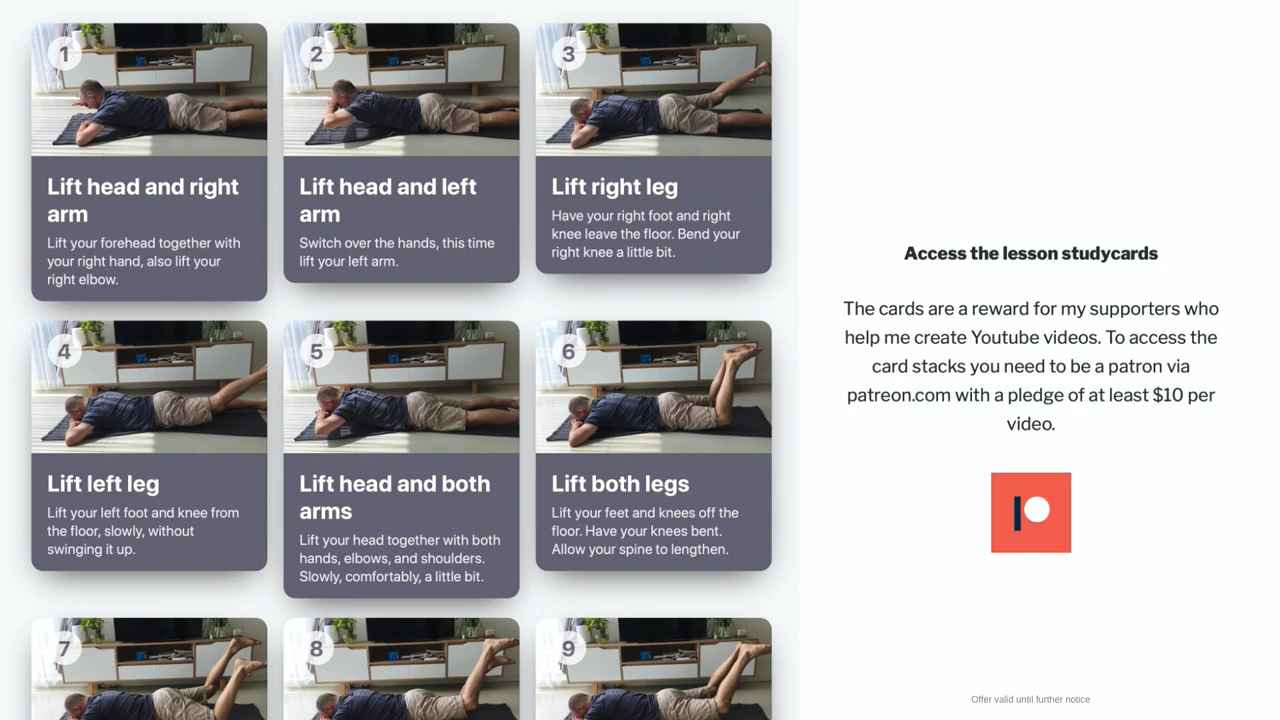 1
Lift head and right
arm
Lift your forehead together with
your right hand, also lift your
right elbow.
2
Lift head and left
arm
Switch over the hands, this time
lift your left arm.
3
Lift right leg
Have your right foot and right
knee leave the floor. Bend your
right knee a little bit.
4
Lift left leg
Lift your left foot and knee from
the floor, slowly, without
swinging it up.
5
Lift head and both
arms
Lift your head together with both
hands, elbows, and shoulders.
Slowly, comfortably, a little bit.
6
Lift both legs
Lift your feet and knees off the
floor. Have your knees bent.
Allow your spine to lengthen.
7
8
9
Access the lesson studycards
The cards are a reward for my supporters who
help me create Youtube videos. To access the
card stacks you need to be a patron via
patreon.com with a pledge of at least $10 per
video.
Offer valid until further notice